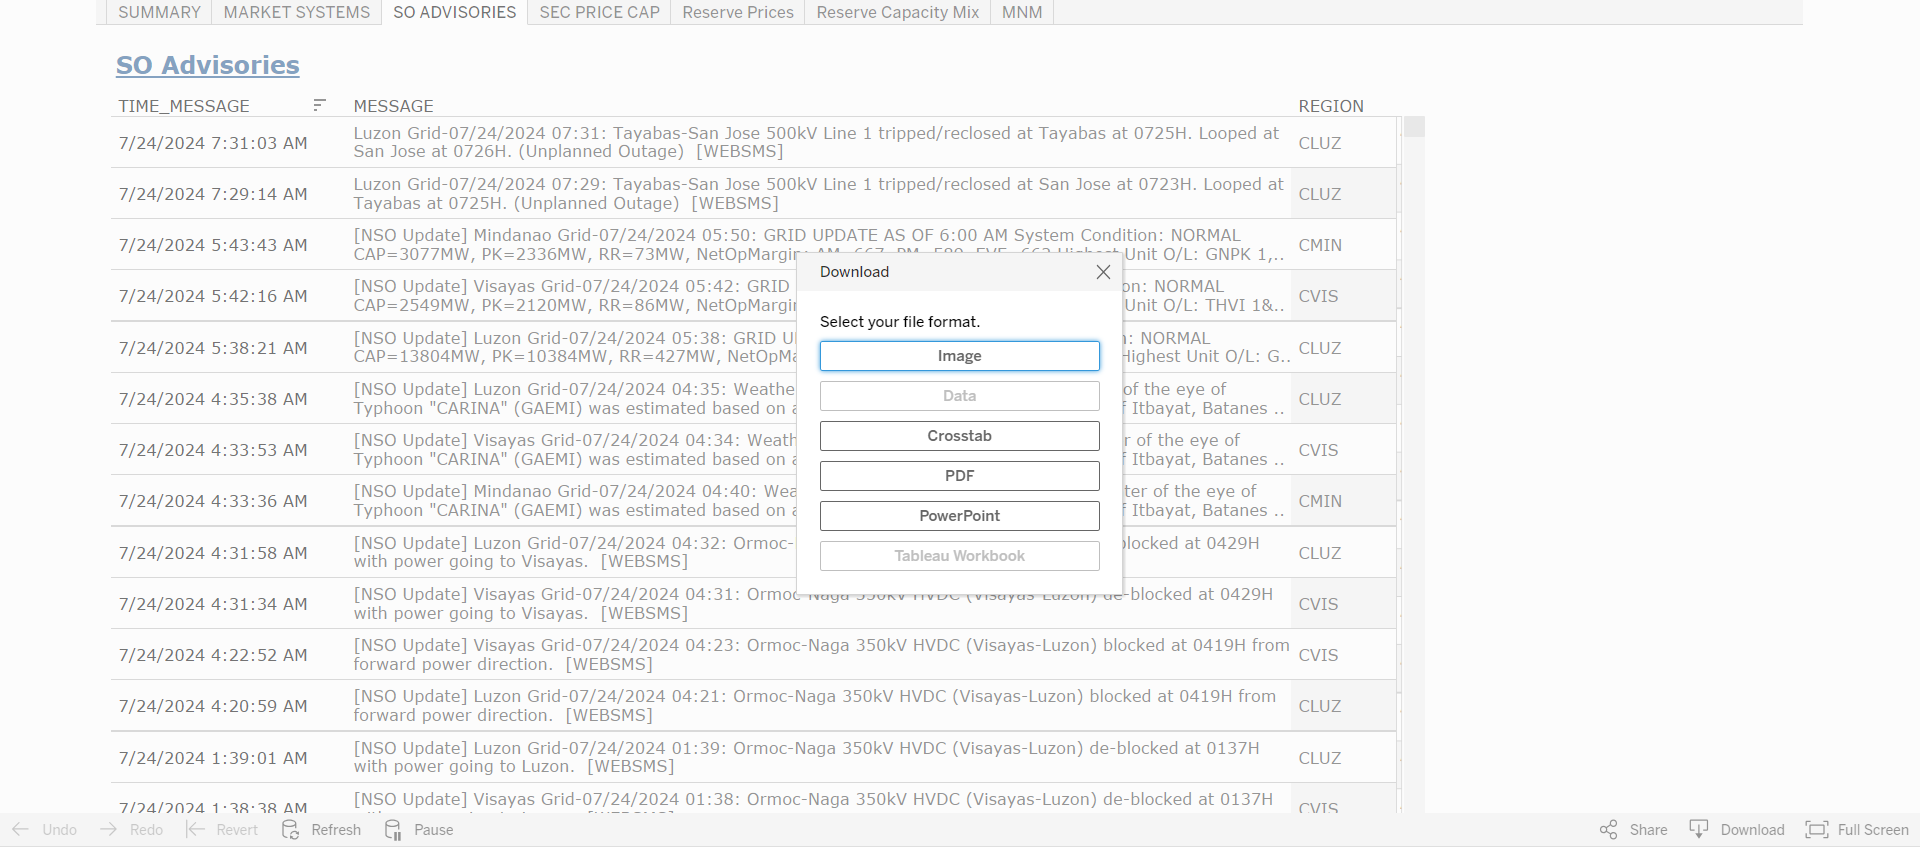 SUMMARY MARKET SYSTEMS SO ADVISORIES SEC PRICE CAP Reserve Prices Reserve Capacity Mix MNM
SO Advisories
TIME_MESSAGE MESSAGE REGION
7/24/2024 7:31:03 AM Luzon Grid-07/24/2024 07:31: Tayabas-San Jose 500kV Line 1 tripped/reclosed at Tayabas at 0725H. Looped at CLUZ
San Jose at 0726H. (Unplanned Outage) [WEBSMS]
7/24/2024 7:29:14 AM Luzon Grid-07/24/2024 07:29: Tayabas-San Jose 500kV Line 1 tripped/reclosed at San Jose at 0723H. Looped at CLUZ
Tayabas at 0725H. (Unplanned Outage) [WEBSMS]
7/24/2024 5:43:43 AM [NSO Update] Mindanao Grid-07/24/2024 05:50: GRID UPDATE AS OF 6:00 AM System Condition: NORMAL CMIN
CAP=3077MW, PK=2336MW, RR=73MW, NetOpMargin: AM=667, PM=580, EVE=662 Highest Unit O/L: GNPK 1,..
7/24/2024 5:42:16 AM [NSO Update] Visayas Grid-07/24/2024 05:42: GRID NORMAL CVIS
CAP=2549MW, PK=2120MW, RR=86MW, NetOpMargin Unit O/L: THVI 1&..
7/24/2024 5:38:21 AM [NSO Update] Luzon Grid-07/24/2024 05:38: GRID NORMAL CLUZ
CAP=13804MW, PK=10384MW, RR=427MW, Highest Unit O/L: G..
7/24/2024 4:35:38 AM [NSO Update] Luzon Grid-07/24/2024 04:35: of the eye of CLUZ
Typhoon "CARINA" (GAEMI) was estimated based on Itbayat, Batanes ..
7/24/2024 4:33:53 AM [NSO Update] Visayas Grid-07/24/2024 04:34: of the eye of CVIS
Typhoon "CARINA" (GAEMI) was estimated based on Itbayat, Batanes ..
7/24/2024 4:33:36 AM [NSO Update] Mindanao Grid-07/24/2024 04:40: of the eye of CMIN
Typhoon "CARINA" (GAEMI) was estimated based on Itbayat, Batanes ..
7/24/2024 4:31:58 AM [NSO Update] Luzon Grid-07/24/2024 04:32: Ormoc- blocked at 0429H CLUZ
with power going to Visayas. [WEBSMS]
7/24/2024 4:31:34 AM [NSO Update] Visayas Grid-07/24/2024 04:31: Ormoc-Naga 350kV HVDC (Visayas-Luzon) de-blocked at 0429H CVIS
with power going to Visayas. [WEBSMS]
7/24/2024 4:22:52 AM [NSO Update] Visayas Grid-07/24/2024 04:23: Ormoc-Naga 350kV HVDC (Visayas-Luzon) blocked at 0419H from CVIS
forward power direction. [WEBSMS]
7/24/2024 4:20:59 AM [NSO Update] Luzon Grid-07/24/2024 04:21: Ormoc-Naga 350kV HVDC (Visayas-Luzon) blocked at 0419H from CLUZ
forward power direction. [WEBSMS]
7/24/2024 1:39:01 AM [NSO Update] Luzon Grid-07/24/2024 01:39: Ormoc-Naga 350kV HVDC (Visayas-Luzon) de-blocked at 0137H CLUZ
with power going to Luzon. [WEBSMS]
7/24/2024 1:38:38 AM [NSO Update] Visayas Grid-07/24/2024 01:38: Ormoc-Naga 350kV HVDC (Visayas-Luzon) de-blocked at 0137H CVIS
Download
Select your file format.
Image
Data
Crosstab
PDF
PowerPoint
Tableau Workbook
Undo Redo Revert Refresh Pause Share Download Full Screen